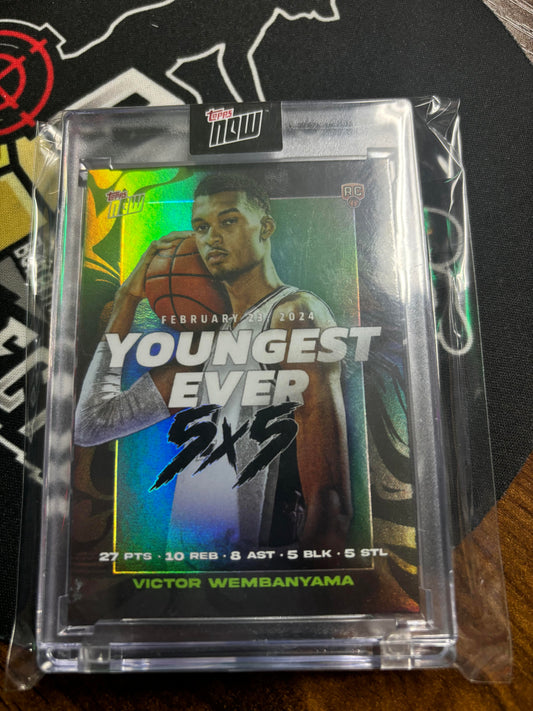 topps
NOW
topps
NOW
RC
FEBRUARY 23, 2024
YOUNGEST
EVER
5x5
27 PTS · 10 REB · 8 AST · 5 BLK · 5 STL
VICTOR WEMBANYAMA